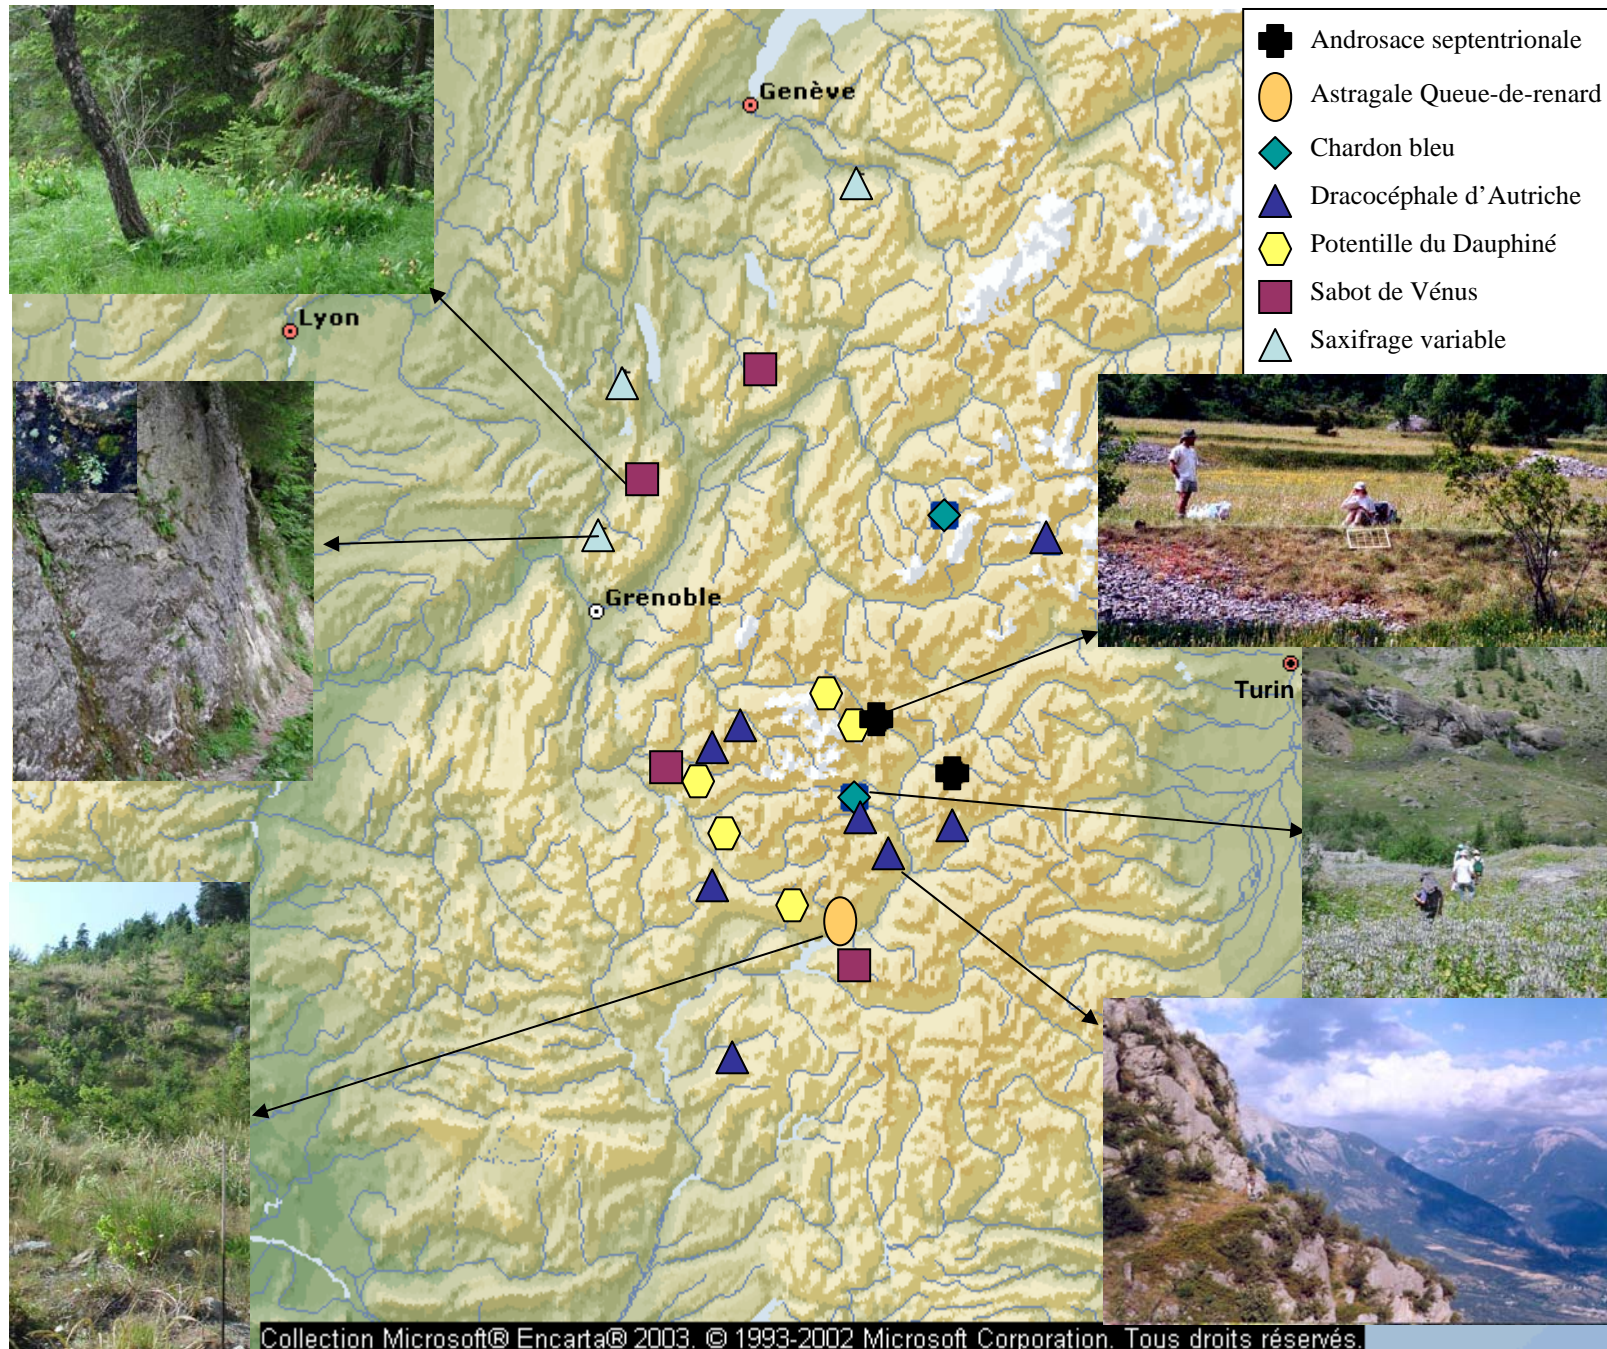 Genève
Lyon
Grenoble
Turin
Androsace septentrionale
Astragale Queue-de-renard
Chardon bleu
Dracocéphale d’Autriche
Potentille du Dauphiné
Sabot de Vénus
Saxifrage variable
Collection Microsoft® Encarta® 2003. © 1993-2002 Microsoft Corporation. Tous droits réservés.